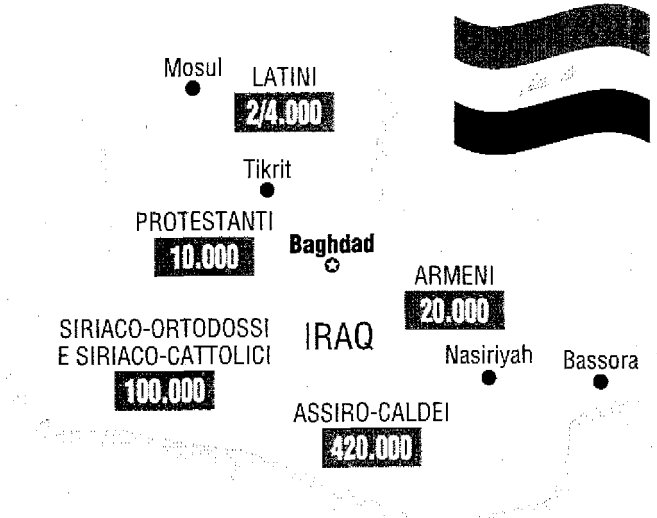 Mosul
LATINI
2/4.000
Tikrit
PROTESTANTI
10.000
Baghdad
ARMENI
20.000
SIRIACO-ORTODOSSI
E SIRIACO-CATTOLICI
100.000
IRAQ
Nasiriyah
Bassora
ASSIRO-CALDEI
420.000